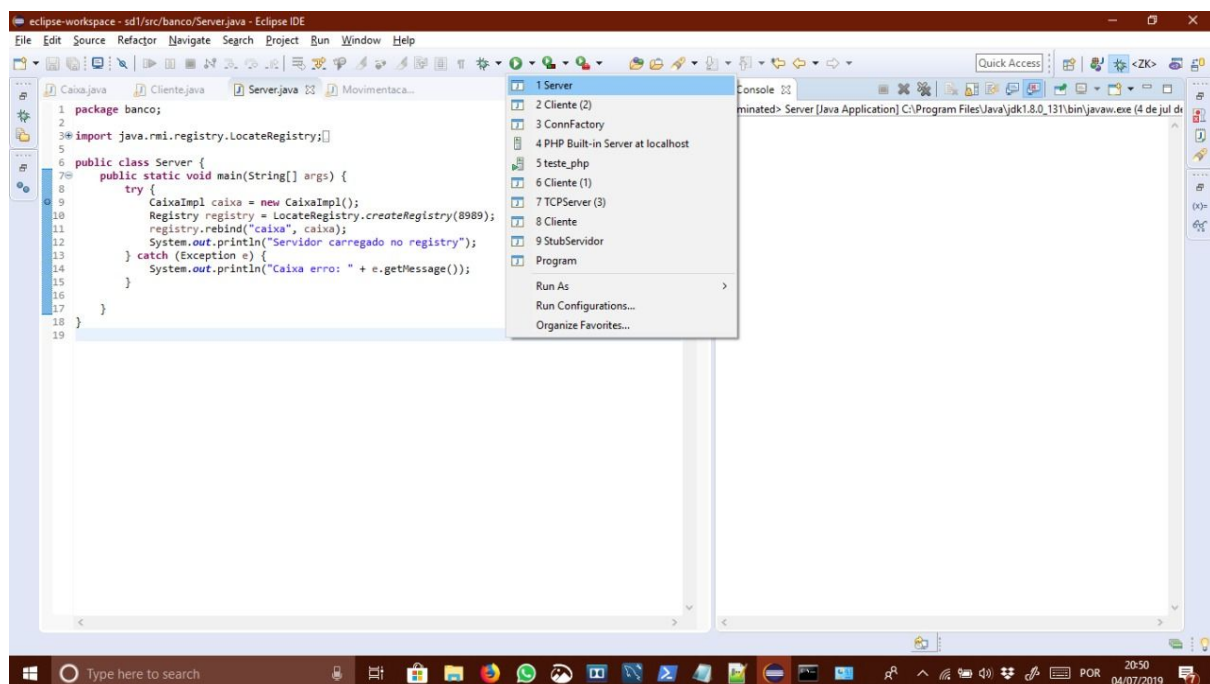 eclipse-workspace - sd1/src/banco/Server.java - Eclipse IDE
File Edit Source Refactor Navigate Search Project Run Window Help
Quick Access
<ZK>
Caixa.java Cliente.java Server.java Movimentaca...
1 package banco;
2
3 import java.rmi.registry.LocateRegistry;
5
6 public class Server {
7 public static void main(String[] args) {
8 try {
9 CaixaImpl caixa = new CaixaImpl();
10 Registry registry = LocateRegistry.createRegistry(8989);
11 registry.rebind("caixa", caixa);
12 System.out.println("Servidor carregado no registry");
13 } catch (Exception e) {
14 System.out.println("Caixa erro: " + e.getMessage());
15 }
16
17 }
18 }
19
1 Server
2 Cliente (2)
3 ConnFactory
4 PHP Built-in Server at localhost
5 teste_php
6 Cliente (1)
7 TCPServer (3)
8 Cliente
9 StubServidor
Program
Run As
Run Configurations...
Organize Favorites...
Console
minated> Server [Java Application] C:\Program Files\Java\jdk1.8.0_131\bin\javaw.exe (4 de jul de
(x)=
Type here to search
POR
20:50
04/07/2019
7